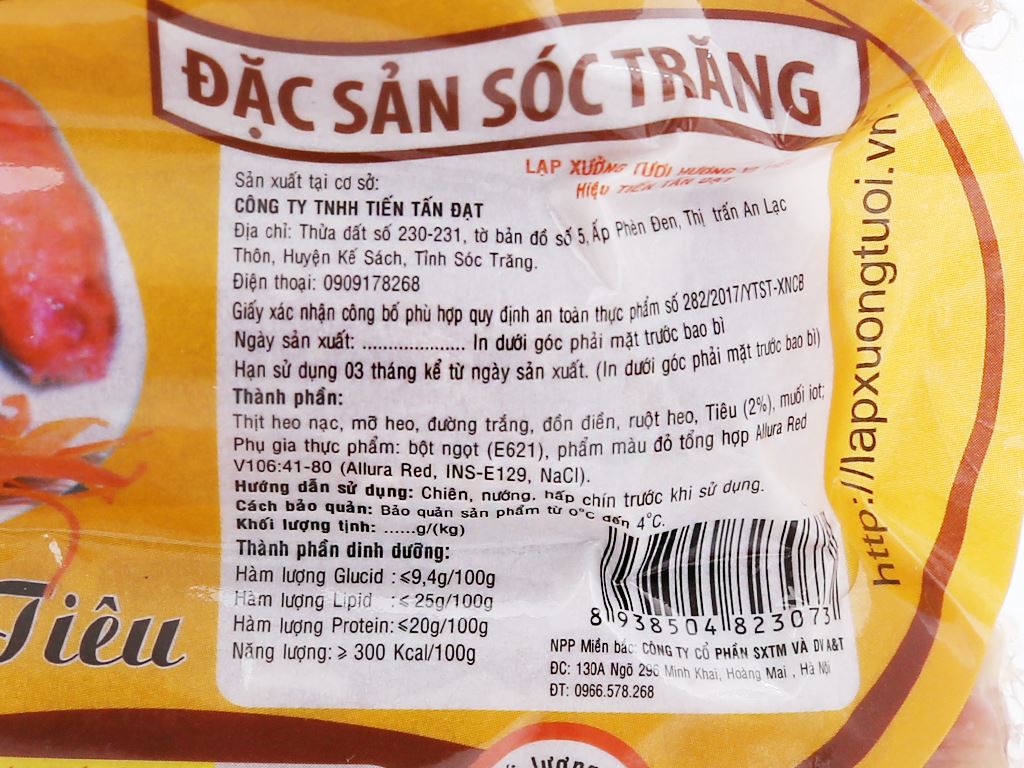 ĐẶC SẢN SÓC TRĂNG
LẠP XƯỞNG TƯƠI HƯƠNG VỊ
Hiệu TIẾN TẤN ĐẠT
Sản xuất tại cơ sở:
CÔNG TY TNHH TIẾN TẤN ĐẠT
Địa chỉ: Thửa đất số 230-231, tờ bản đồ số 5, Ấp Phèn Đen, Thị trấn An Lạc
Thôn, Huyện Kế Sách, Tỉnh Sóc Trăng.
Điện thoại: 0909178268
Giấy xác nhận công bố phù hợp quy định an toàn thực phẩm số 282/2017/YTST-XNCB
Ngày sản xuất: .................... In dưới góc phải mặt trước bao bì
Hạn sử dụng 03 tháng kể từ ngày sản xuất. (In dưới góc phải mặt trước bao bì)
Thành phần:
Thịt heo nạc, mỡ heo, đường trắng, đồn điền, ruột heo, Tiêu (2%), muối iot;
Phụ gia thực phẩm: bột ngọt (E621), phẩm màu đỏ tổng hợp Allura Red
V106:41-80 (Allura Red, INS-E129, NaCl).
Hướng dẫn sử dụng: Chiên, nướng, hấp chín trước khi sử dụng.
Cách bảo quản: Bảo quản sản phẩm từ 0°C đến 4°C.
Khối lượng tịnh: ......g/(kg)
Thành phần dinh dưỡng:
Hàm lượng Glucid :≤9,4g/100g
Hàm lượng Lipid :≤25g/100g
Hàm lượng Protein:≤20g/100g
Năng lượng: ≥ 300 Kcal/100g
8 938504 823073
NPP Miền bắc: CÔNG TY CỔ PHẦN SXTM VÀ DV A&T
ĐC: 130A Ngõ 296 Minh Khai, Hoàng Mai , Hà Nội
ĐT: 0966.578.268
http://lapxuongtuoi.vn
Tiêu
lượng